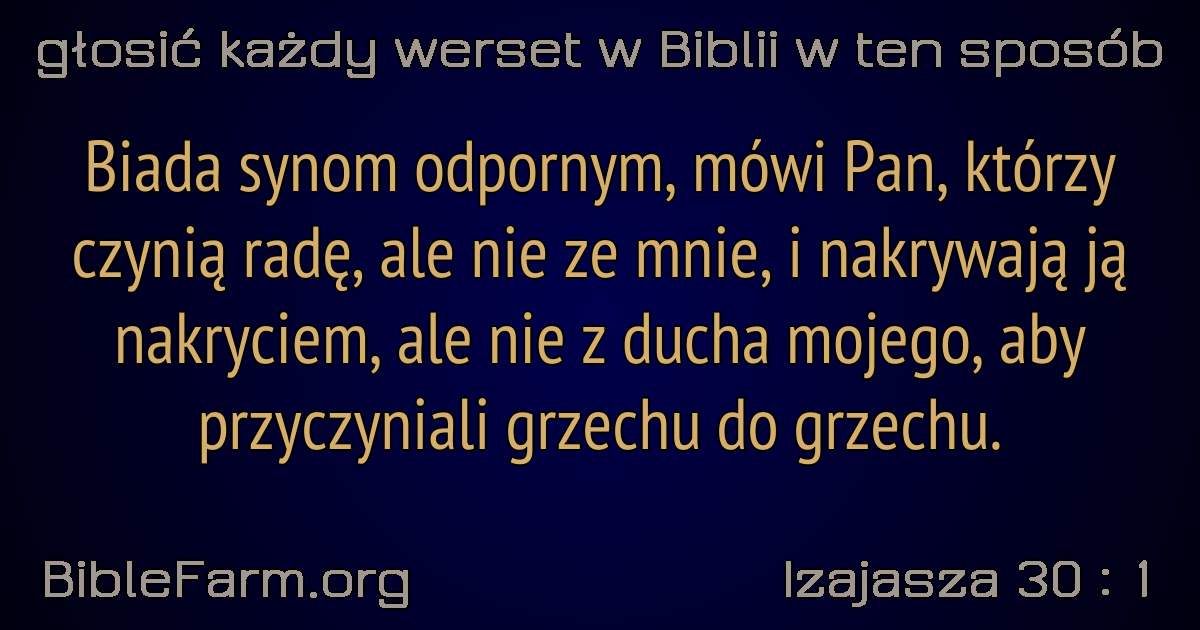 głosić każdy werset w Biblii w ten sposób
Biada synom odpornym, mówi Pan, którzy
czynią radę, ale nie ze mnie, i nakrywają ją
nakryciem, ale nie z ducha mojego, aby
przyczyniali grzechu do grzechu.
BibleFarm.org
Izajasza 30 : 1